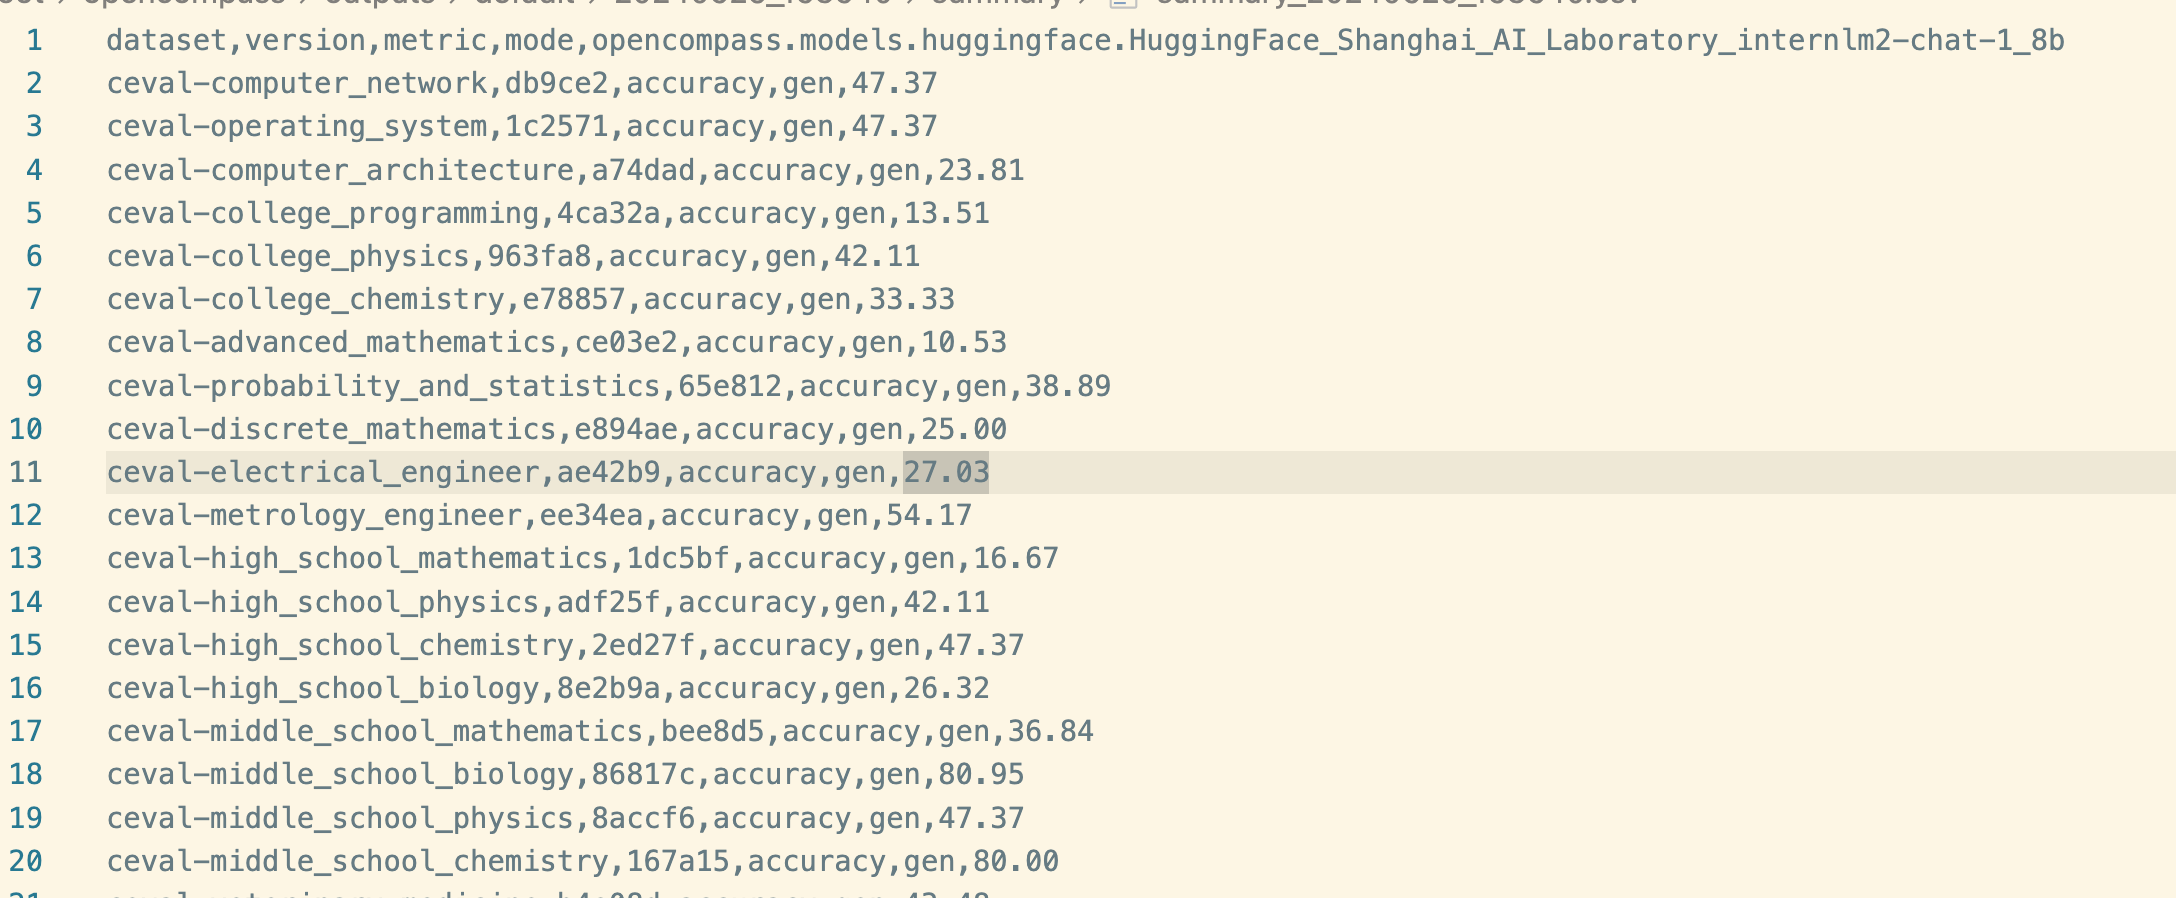 1 dataset,version,metric,mode,opencompass.models.huggingface.HuggingFace_Shanghai_AI_Laboratory_internlm2-chat-1_8b
2 ceval-computer_network,db9ce2,accuracy,gen,47.37
3 ceval-operating_system,1c2571,accuracy,gen,47.37
4 ceval-computer_architecture,a74dad,accuracy,gen,23.81
5 ceval-college_programming,4ca32a,accuracy,gen,13.51
6 ceval-college_physics,963fa8,accuracy,gen,42.11
7 ceval-college_chemistry,e78857,accuracy,gen,33.33
8 ceval-advanced_mathematics,ce03e2,accuracy,gen,10.53
9 ceval-probability_and_statistics,65e812,accuracy,gen,38.89
10 ceval-discrete_mathematics,e894ae,accuracy,gen,25.00
11 ceval-electrical_engineer,ae42b9,accuracy,gen,27.03
12 ceval-metrology_engineer,ee34ea,accuracy,gen,54.17
13 ceval-high_school_mathematics,1dc5bf,accuracy,gen,16.67
14 ceval-high_school_physics,adf25f,accuracy,gen,42.11
15 ceval-high_school_chemistry,2ed27f,accuracy,gen,47.37
16 ceval-high_school_biology,8e2b9a,accuracy,gen,26.32
17 ceval-middle_school_mathematics,bee8d5,accuracy,gen,36.84
18 ceval-middle_school_biology,86817c,accuracy,gen,80.95
19 ceval-middle_school_physics,8accf6,accuracy,gen,47.37
20 ceval-middle_school_chemistry,167a15,accuracy,gen,80.00